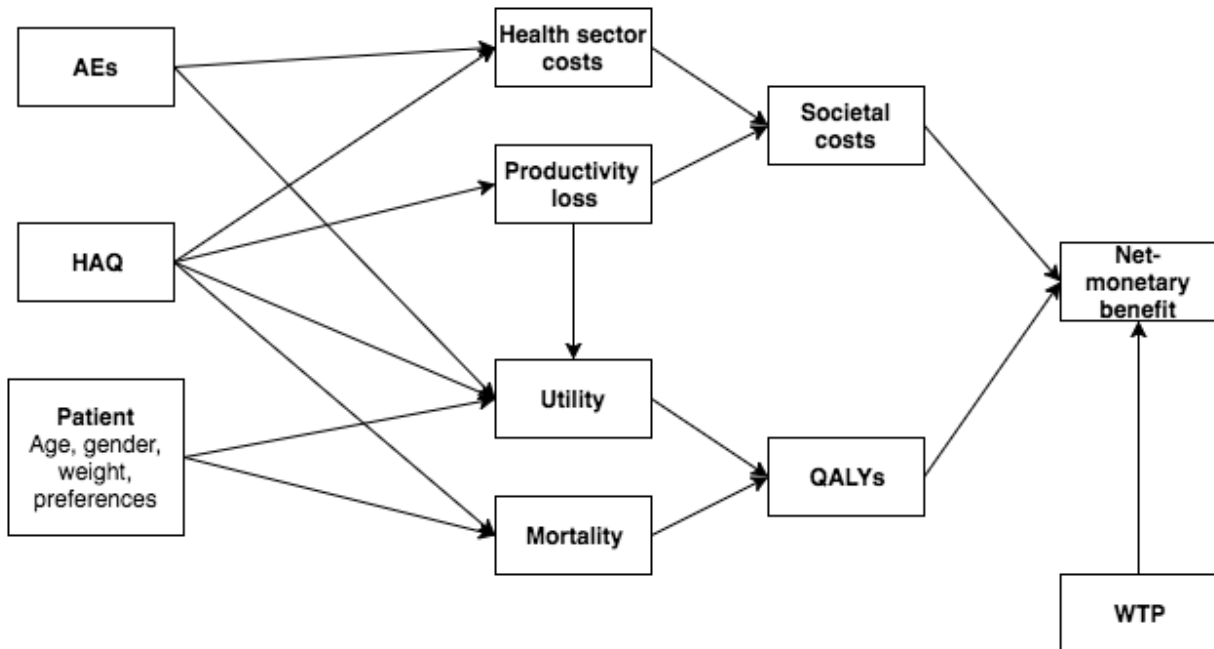 AEs
HAQ
Patient
Age, gender,
weight,
preferences
Health sector
costs
Productivity
loss
Utility
Mortality
Societal
costs
QALYs
Net-
monetary
benefit
WTP